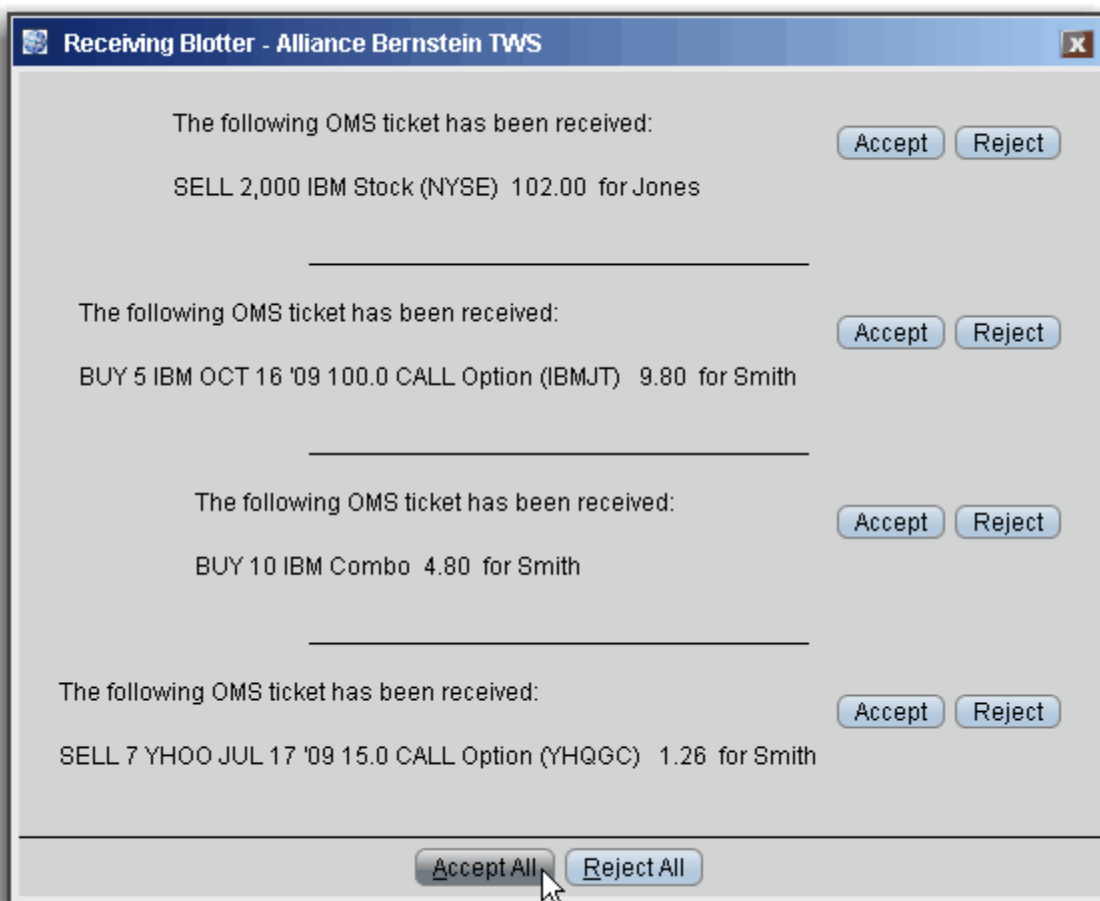 Receiving Blotter - Alliance Bernstein TWS
The following OMS ticket has been received:
Accept Reject
SELL 2,000 IBM Stock (NYSE) 102.00 for Jones
The following OMS ticket has been received:
Accept Reject
BUY 5 IBM OCT 16 '09 100.0 CALL Option (IBMJT) 9.80 for Smith
The following OMS ticket has been received:
Accept Reject
BUY 10 IBM Combo 4.80 for Smith
The following OMS ticket has been received:
Accept Reject
SELL 7 YHOO JUL 17 '09 15.0 CALL Option (YHQGC) 1.26 for Smith
Accept All Reject All